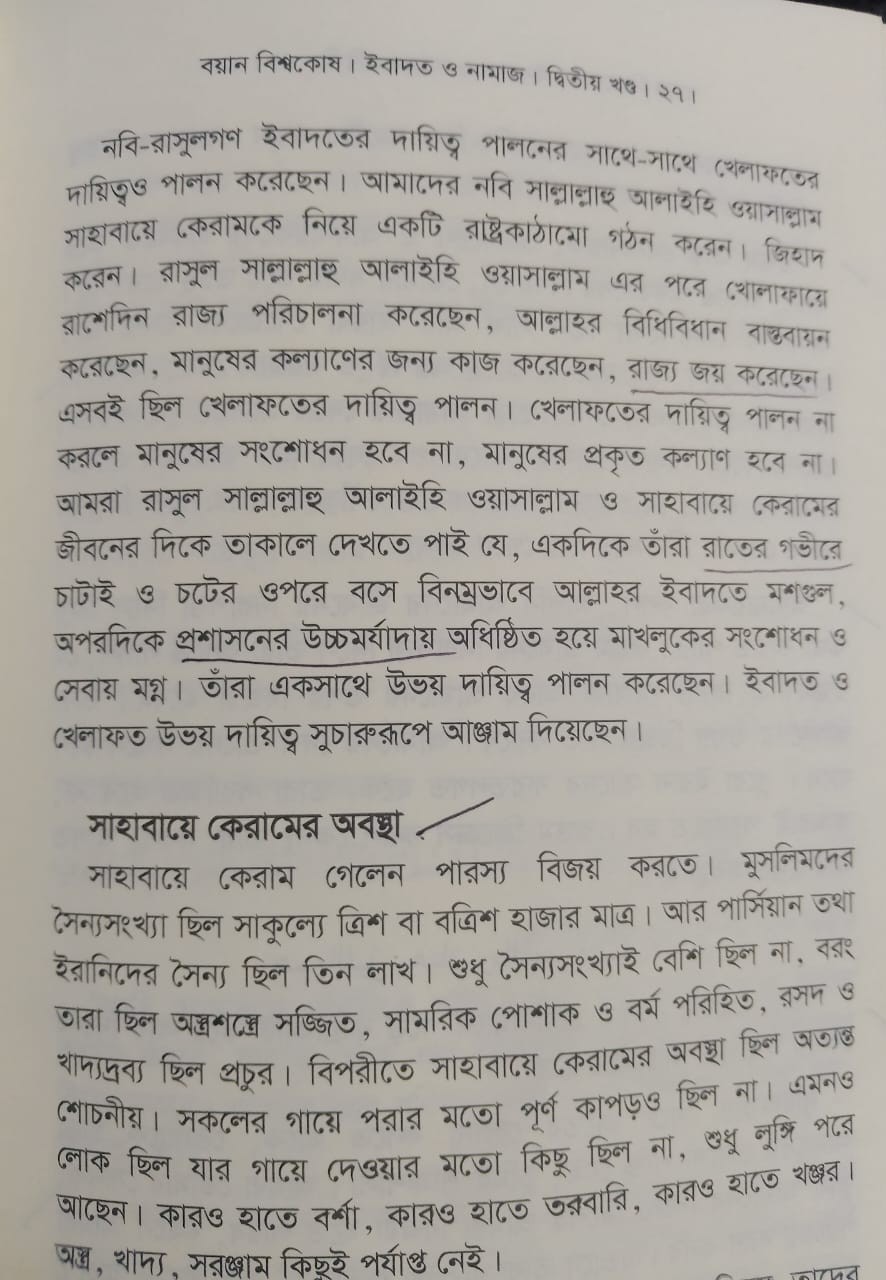 বয়ান বিশ্বকোষ। ইবাদত ও নামাজ। দ্বিতীয় খণ্ড। ২৭।
নবি-রাসূলগণ ইবাদতের দায়িত্ব পালনের সাথে-সাথে খেলাফতের
দায়িত্বও পালন করেছেন। আমাদের নবি সাল্লাল্লাহু আলাইহি ওয়াসাল্লাম
সাহাবায়ে কেরামকে নিয়ে একটি রাষ্ট্রকাঠামো গঠন করেন। জিহাদ
করেন। রাসূল সাল্লাল্লাহু আলাইহি ওয়াসাল্লাম এর পরে খোলাফায়ে
রাশেদিন রাজ্য পরিচালনা করেছেন, আল্লাহর বিধিবিধান বাস্তবায়ন
করেছেন, মানুষের কল্যাণের জন্য কাজ করেছেন, রাজ্য জয় করেছেন।
এসবই ছিল খেলাফতের দায়িত্ব পালন। খেলাফতের দায়িত্ব পালন না
করলে মানুষের সংশোধন হবে না, মানুষের প্রকৃত কল্যাণ হবে না।
আমরা রাসূল সাল্লাল্লাহু আলাইহি ওয়াসাল্লাম ও সাহাবায়ে কেরামের
জীবনের দিকে তাকালে দেখতে পাই যে, একদিকে তাঁরা রাতের গভীরে
চাটাই ও চটের ওপরে বসে বিনম্রভাবে আল্লাহর ইবাদতে মশগুল,
অপরদিকে প্রশাসনের উচ্চমর্যাদায় অধিষ্ঠিত হয়ে মাখলুকের সংশোধন ও
সেবায় মগ্ন। তাঁরা একসাথে উভয় দায়িত্ব পালন করেছেন। ইবাদত ও
খেলাফত উভয় দায়িত্ব সুচারুরূপে আঞ্জাম দিয়েছেন।
সাহাবায়ে কেরামের অবস্থা
সাহাবায়ে কেরাম গেলেন পারস্য বিজয় করতে। মুসলিমদের
সৈন্যসংখ্যা ছিল সাকুল্যে ত্রিশ বা বত্রিশ হাজার মাত্র। আর পার্সিয়ান তথা
ইরানিদের সৈন্য ছিল তিন লাখ। শুধু সৈন্যসংখ্যাই বেশি ছিল না, বরং
তারা ছিল অস্ত্রশস্ত্রে সজ্জিত, সামরিক পোশাক ও বর্ম পরিহিত, রসদ ও
খাদ্যদ্রব্য ছিল প্রচুর। বিপরীতে সাহাবায়ে কেরামের অবস্থা ছিল অত্যন্ত
শোচনীয়। সকলের গায়ে পরার মতো পূর্ণ কাপড়ও ছিল না। এমনও
লোক ছিল যার গায়ে দেওয়ার মতো কিছু ছিল না, শুধু লুঙ্গি পরে
আছেন। কারও হাতে বর্শা, কারও হাতে তরবারি, কারও হাতে খঞ্জর।
অস্ত্র, খাদ্য, সরঞ্জাম কিছুই পর্যাপ্ত নেই।